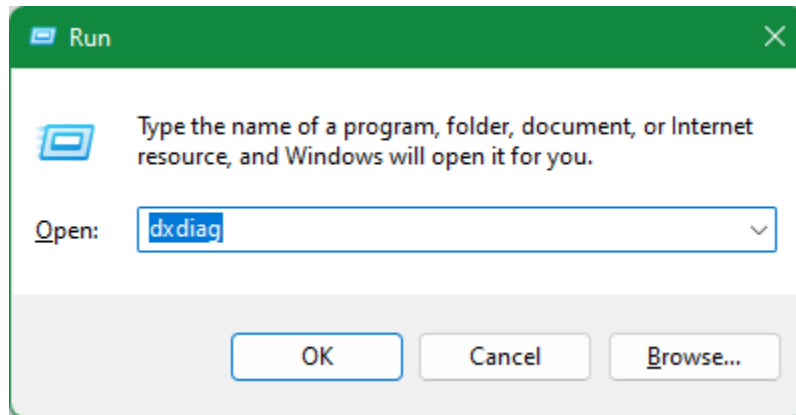 Run
Type the name of a program, folder, document, or Internet
resource, and Windows will open it for you.
Open: dxdiag
OK Cancel Browse...